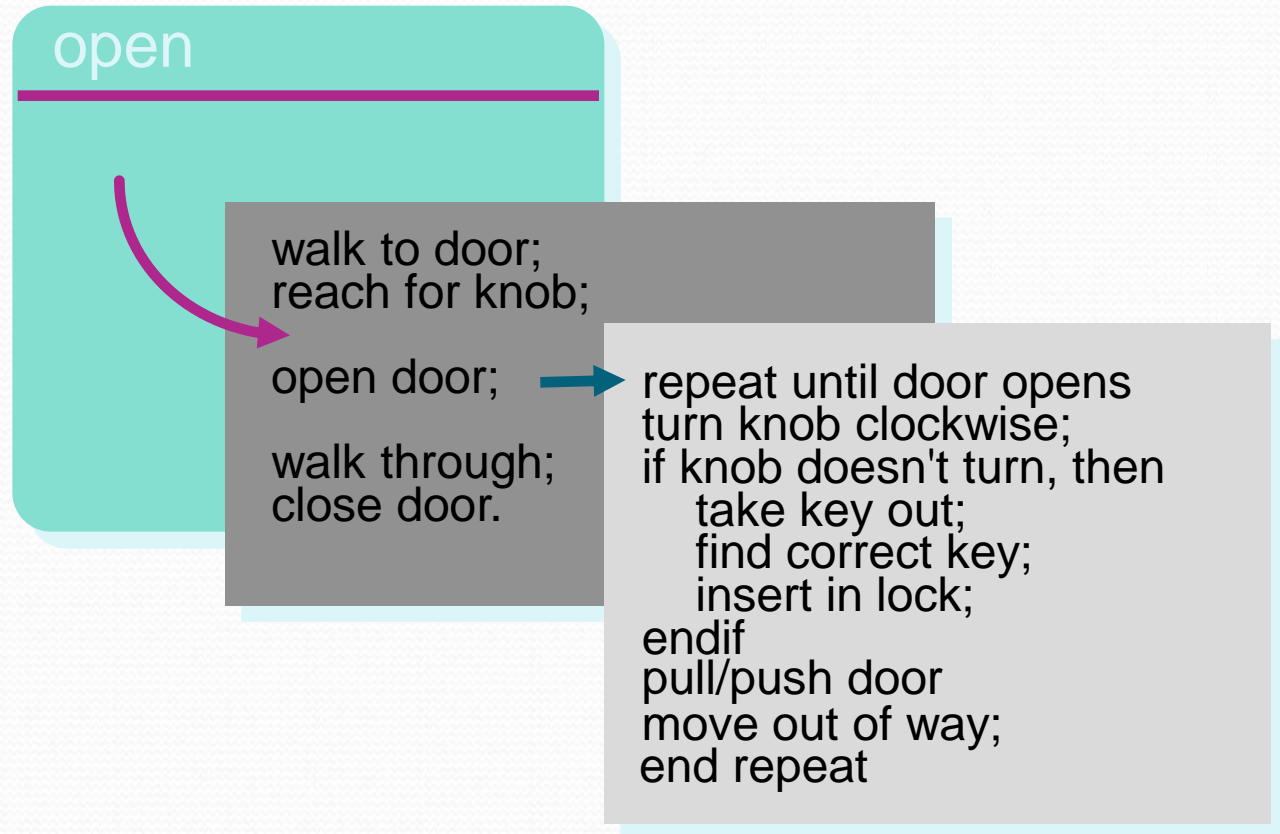 open
walk to door;
reach for knob;
open door;
walk through;
close door.
repeat until door opens
turn knob clockwise;
if knob doesn't turn, then
take key out;
find correct key;
insert in lock;
endif
pull/push door
move out of way;
end repeat